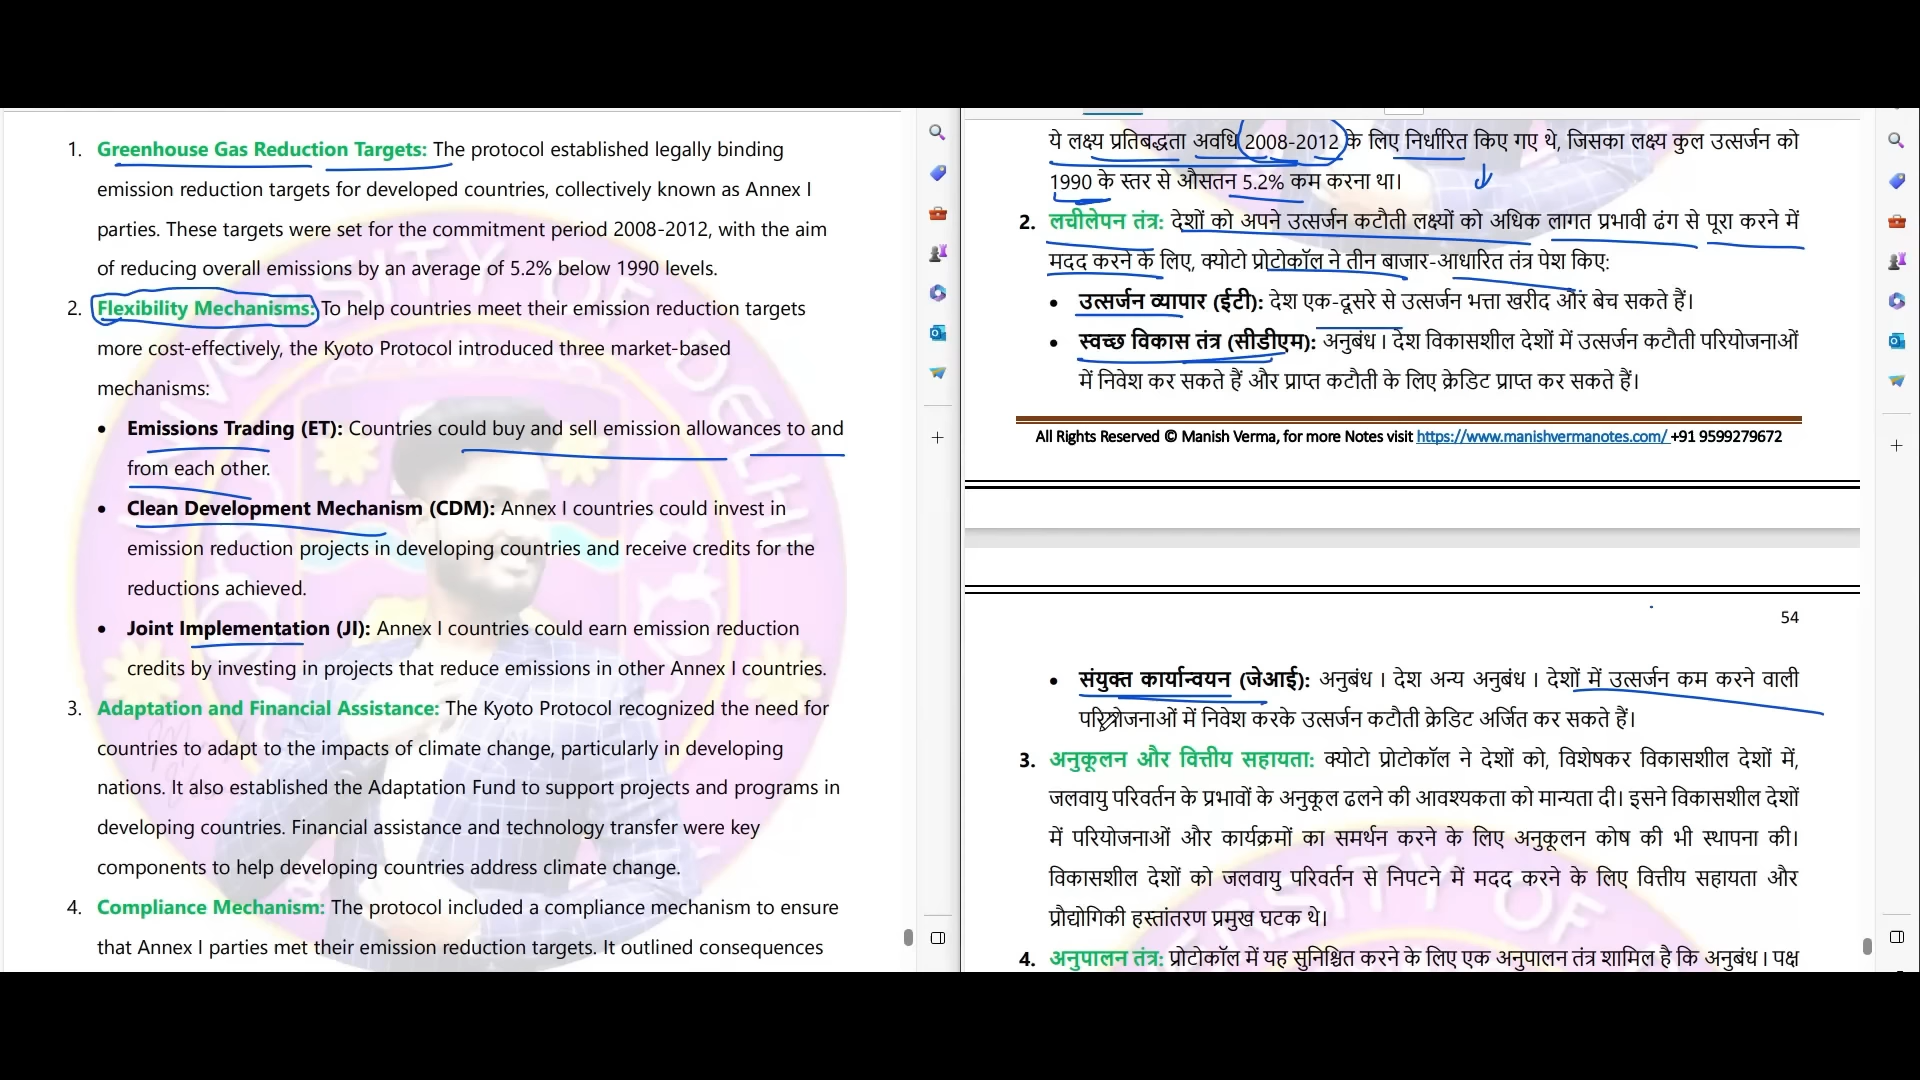 1. Greenhouse Gas Reduction Targets: The protocol established legally binding
emission reduction targets for developed countries, collectively known as Annex I
parties. These targets were set for the commitment period 2008-2012, with the aim
of reducing overall emissions by an average of 5.2% below 1990 levels.
2. Flexibility Mechanisms: To help countries meet their emission reduction targets
more cost-effectively, the Kyoto Protocol introduced three market-based
mechanisms:
• Emissions Trading (ET): Countries could buy and sell emission allowances to and
from each other.
• Clean Development Mechanism (CDM): Annex I countries could invest in
emission reduction projects in developing countries and receive credits for the
reductions achieved.
• Joint Implementation (JI): Annex I countries could earn emission reduction
credits by investing in projects that reduce emissions in other Annex I countries.
3. Adaptation and Financial Assistance: The Kyoto Protocol recognized the need for
countries to adapt to the impacts of climate change, particularly in developing
nations. It also established the Adaptation Fund to support projects and programs in
developing countries. Financial assistance and technology transfer were key
components to help developing countries address climate change.
4. Compliance Mechanism: The protocol included a compliance mechanism to ensure
that Annex I parties met their emission reduction targets. It outlined consequences
UNIVERSITY OF DELHI
ये लक्ष्य प्रतिबद्धता अवधि 2008-2012 के लिए निर्धारित किए गए थे, जिसका लक्ष्य कुल उत्सर्जन को
1990 के स्तर से औसतन 5.2% कम करना था।
2. लचीलेपन तंत्र: देशों को अपने उत्सर्जन कटौती लक्ष्यों को अधिक लागत प्रभावी ढंग से पूरा करने में
मदद करने के लिए, क्योटो प्रोटोकॉल ने तीन बाजार-आधारित तंत्र पेश किए:
• उत्सर्जन व्यापार (ईटी): देश एक-दूसरे से उत्सर्जन भत्ता खरीद और बेच सकते हैं।
• स्वच्छ विकास तंत्र (सीडीएम): अनुबंध । देश विकासशील देशों में उत्सर्जन कटौती परियोजनाओं
में निवेश कर सकते हैं और प्राप्त कटौती के लिए क्रेडिट प्राप्त कर सकते हैं।
All Rights Reserved © Manish Verma, for more Notes visit https://www.manishvermanotes.com/ +91 9599279672
54
• संयुक्त कार्यान्वयन (जेआई): अनुबंध । देश अन्य अनुबंध । देशों में उत्सर्जन कम करने वाली
परियोजनाओं में निवेश करके उत्सर्जन कटौती क्रेडिट अर्जित कर सकते हैं।
3. अनुकूलन और वित्तीय सहायता: क्योटो प्रोटोकॉल ने देशों को, विशेषकर विकासशील देशों में,
जलवायु परिवर्तन के प्रभावों के अनुकूल ढलने की आवश्यकता को मान्यता दी। इसने विकासशील देशों
में परियोजनाओं और कार्यक्रमों का समर्थन करने के लिए अनुकूलन कोष की भी स्थापना की।
विकासशील देशों को जलवायु परिवर्तन से निपटने में मदद करने के लिए वित्तीय सहायता और
प्रौद्योगिकी हस्तांतरण प्रमुख घटक थे।
4. अनुपालन तंत्र: प्रोटोकॉल में यह सुनिश्चित करने के लिए एक अनुपालन तंत्र शामिल है कि अनुबंध । पक्ष